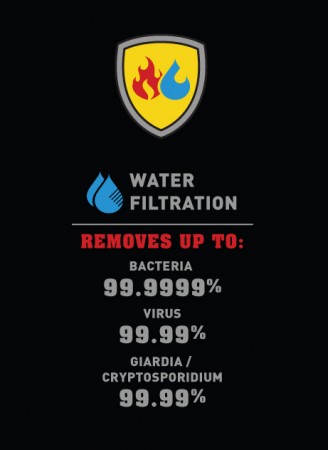 WATER
FILTRATION
REMOVES UP TO:
BACTERIA
99.9999%
VIRUS
99.99%
GIARDIA /
CRYPTOSPORIDIUM
99.99%